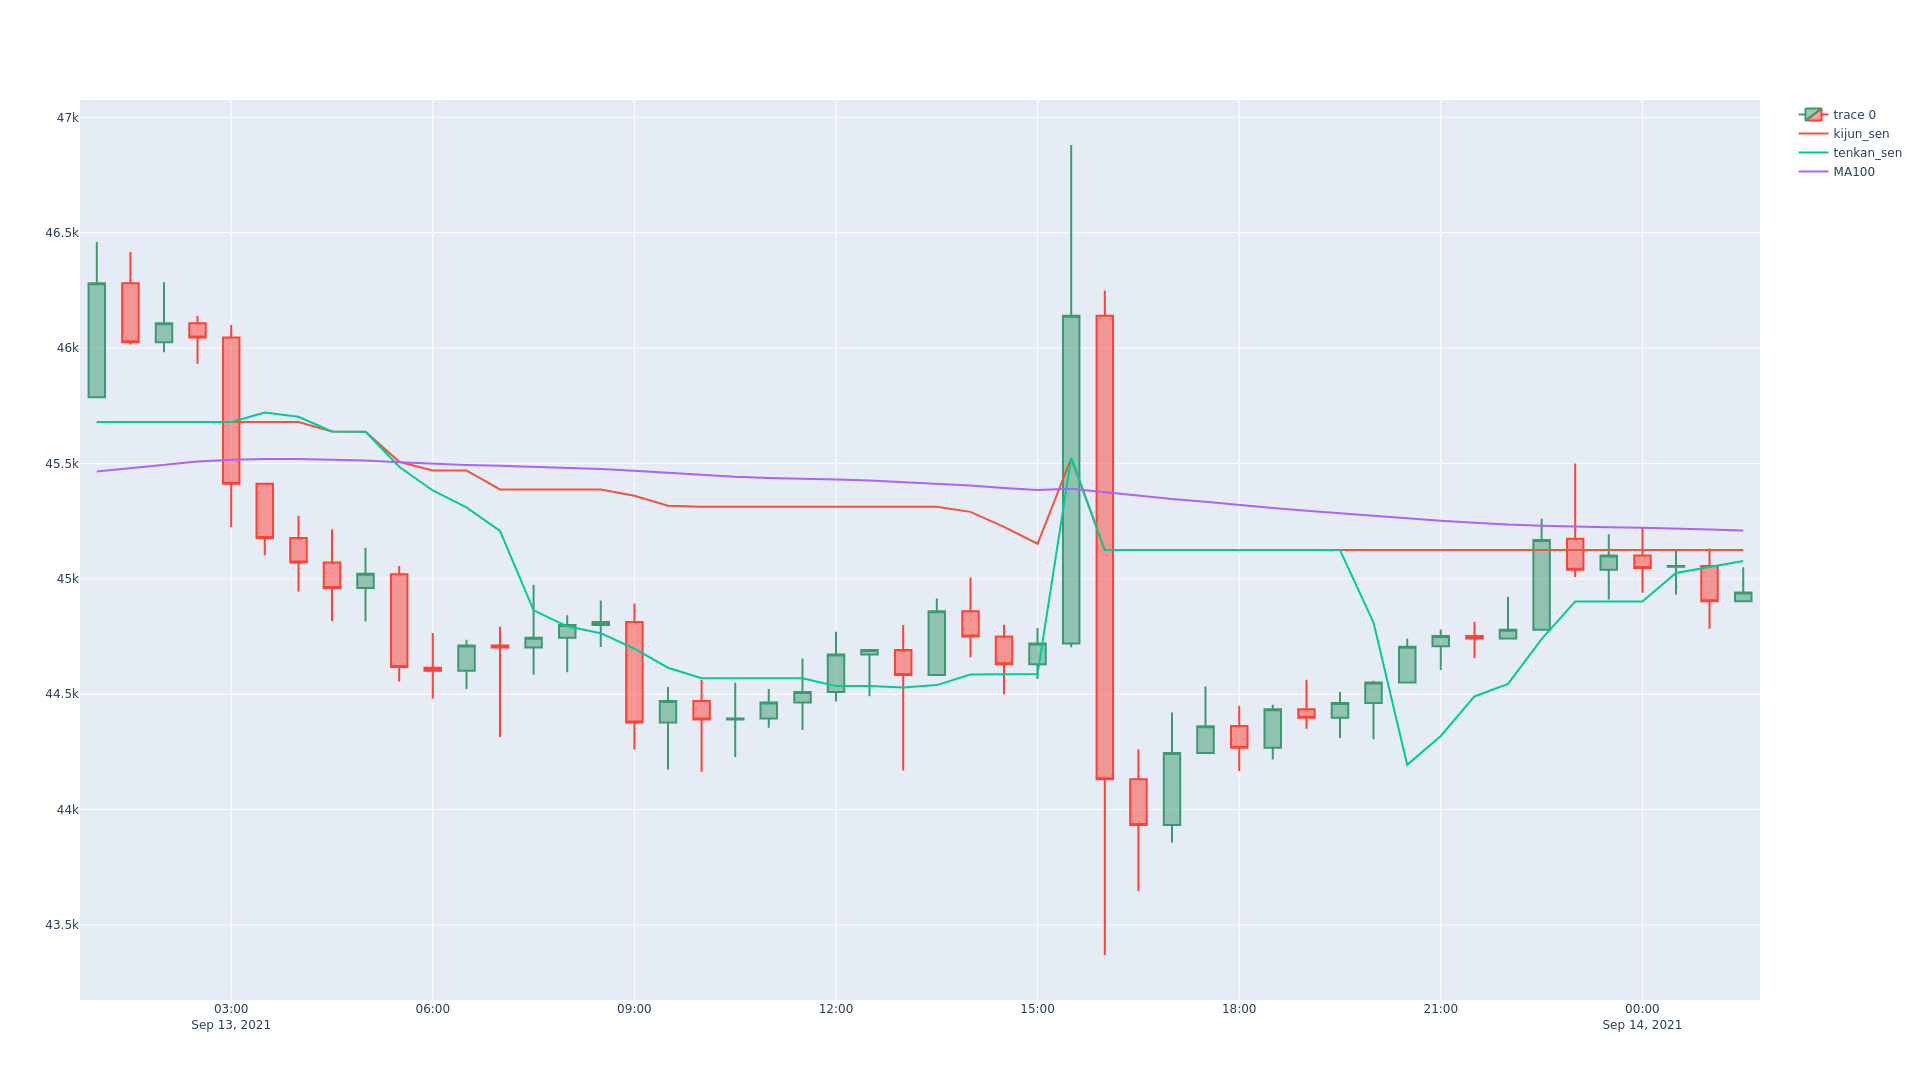 47k
46.5k
46k
45.5k
45k
44.5k
44k
43.5k
03:00
Sep 13, 2021
06:00
09:00
12:00
15:00
18:00
21:00
00:00
Sep 14, 2021
trace 0
kijun_sen
tenkan_sen
MA100